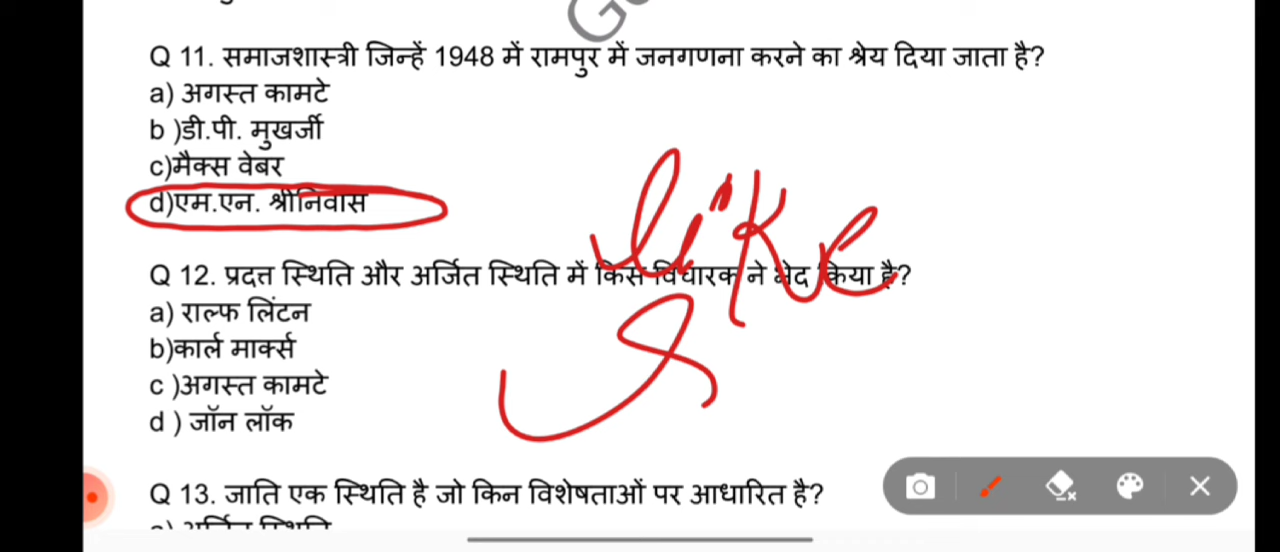 Q 11. समाजशास्त्री जिन्हें 1948 में रामपुर में जनगणना करने का श्रेय दिया जाता है?
a) अगस्त कामटे
b )डी.पी. मुखर्जी
c)मैक्स वेबर
d)एम.एन. श्रीनिवास
like
Q 12. प्रदत्त स्थिति और अर्जित स्थिति में किस विचारक ने भेद किया है?
a) राल्फ लिंटन
b)कार्ल मार्क्स
c )अगस्त कामटे
d ) जॉन लॉक
Q 13. जाति एक स्थिति है जो किन विशेषताओं पर आधारित है?